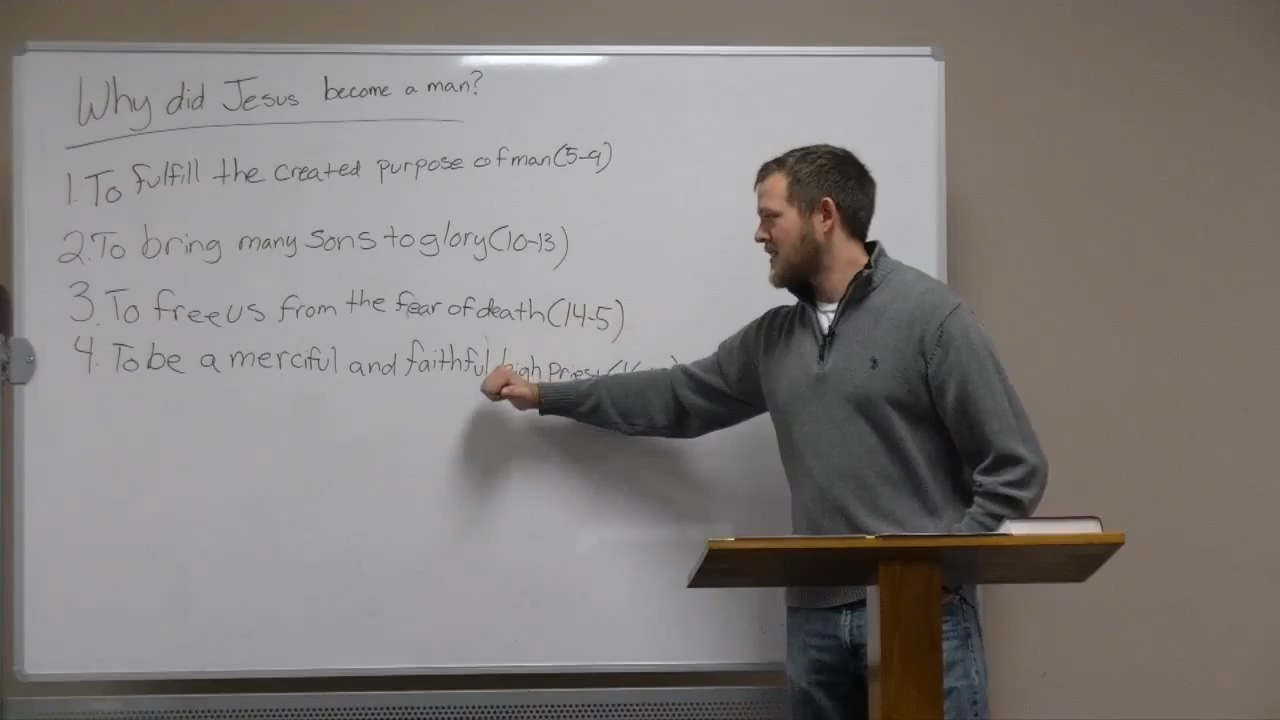 Why did Jesus become a man?
1. To fulfill the created purpose of man (5-9)
2. To bring many sons to glory (10-13)
3. To free us from the fear of death (14-5)
4. To be a merciful and faithful high